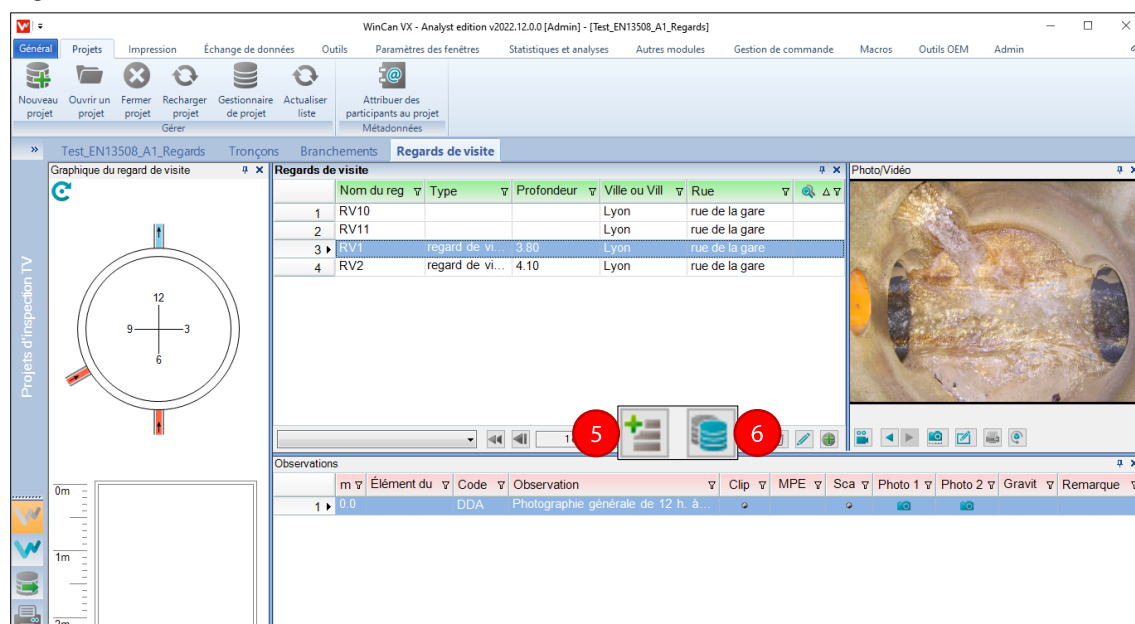 WinCan VX - Analyst edition v2022.12.0.0 [Admin] - [Test_EN13508_A1_Regards]
Général Projets Impression Échange de données Outils Paramètres des fenêtres Statistiques et analyses Autres modules Gestion de commande Macros Outils OEM Admin
Nouveau projet Ouvrir un projet Fermer projet Recharger projet Gestionnaire de projet Actualiser liste Attribuer des participants au projet
Gérer Métadonnées
» Test_EN13508_A1_Regards Tronçons Branchements Regards de visite
Projets d'inspection TV
Graphique du regard de visite
12
9 3
6
0m
1m
2m
Regards de visite
Nom du reg Type Profondeur Ville ou Vill Rue
1 RV10 Lyon rue de la gare
2 RV11 Lyon rue de la gare
3 RV1 regard de vi... 3.80 Lyon rue de la gare
4 RV2 regard de vi... 4.10 Lyon rue de la gare
5 6
Photo/Vidéo
Observations
m Élément du Code Observation Clip MPE Sca Photo 1 Photo 2 Gravit Remarque
1 0.0 DDA Photographie générale de 12 h. à...